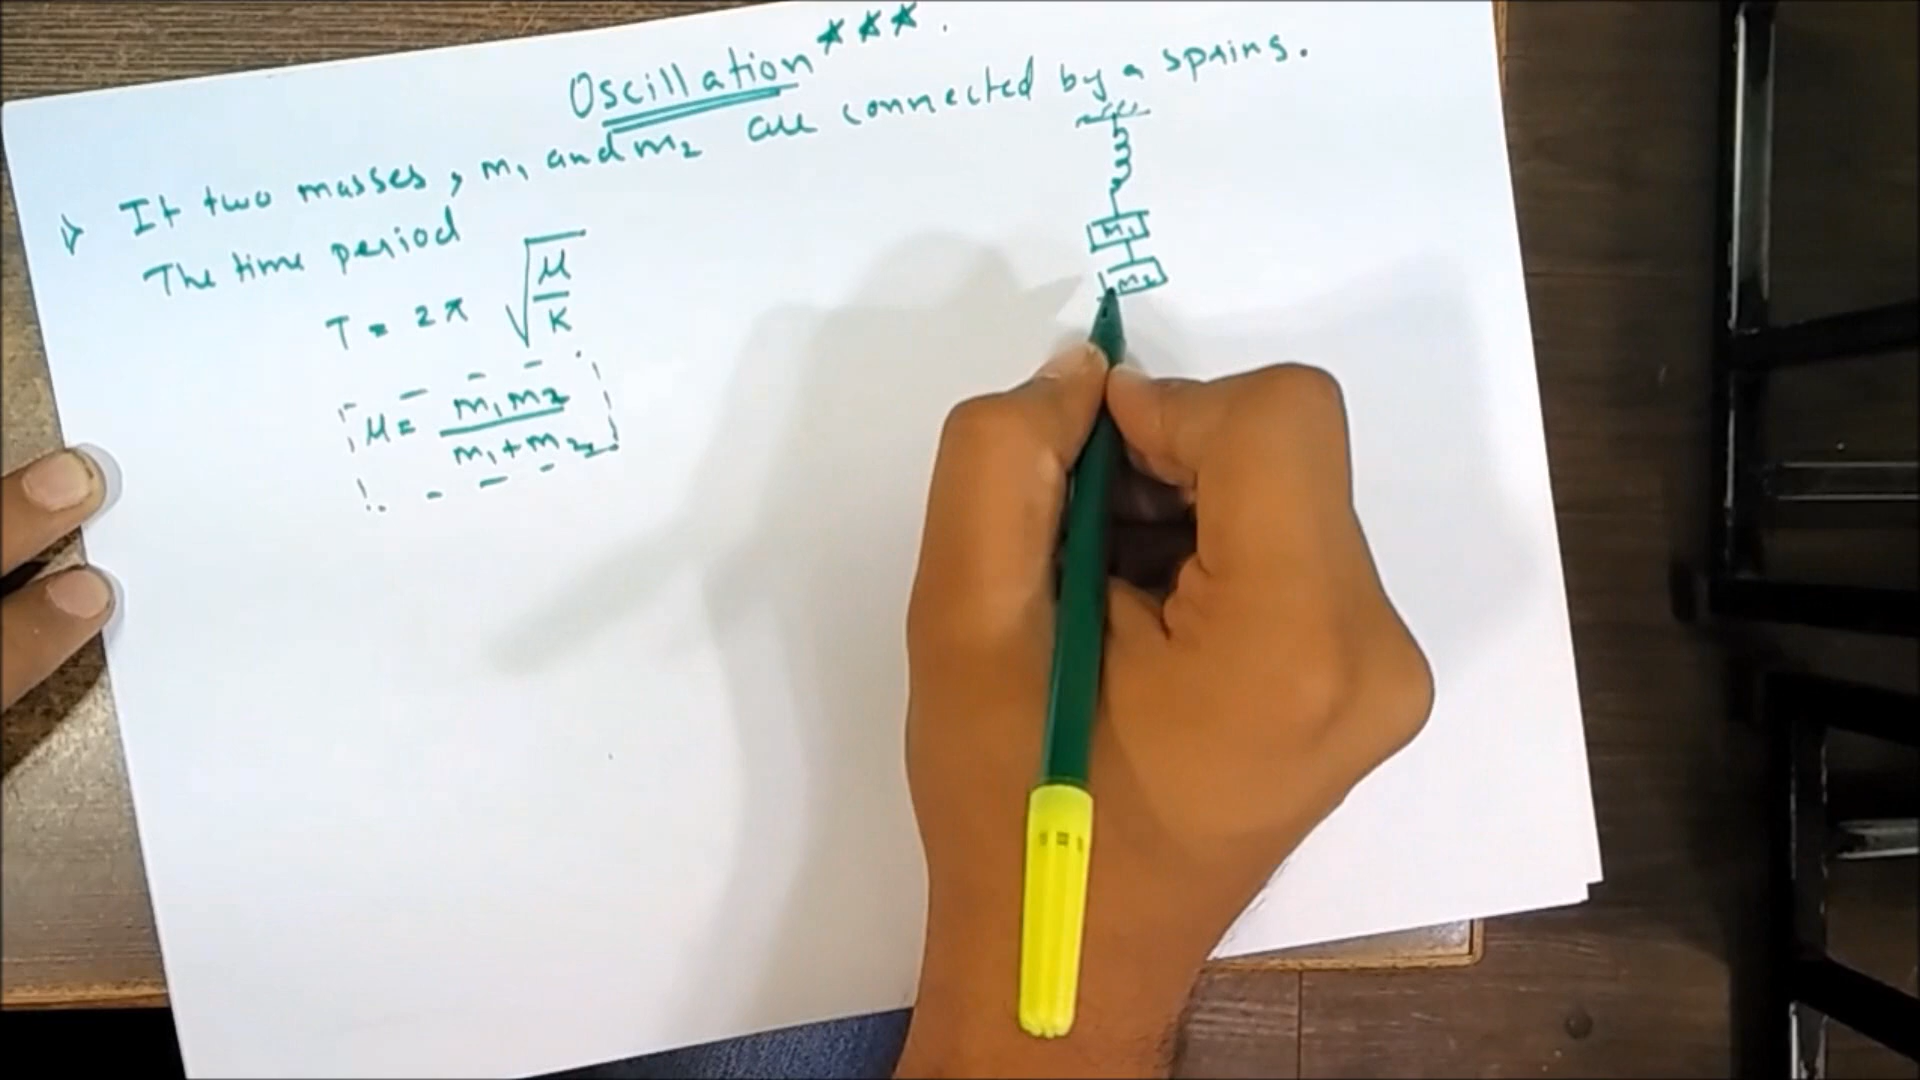 Oscillation ***.
If two masses, m₁ and m₂ are connected by a spring.
The time period
T = 2π √(μ/K)
μ = m₁m₂/(m₁+m₂)
M₁
M₂